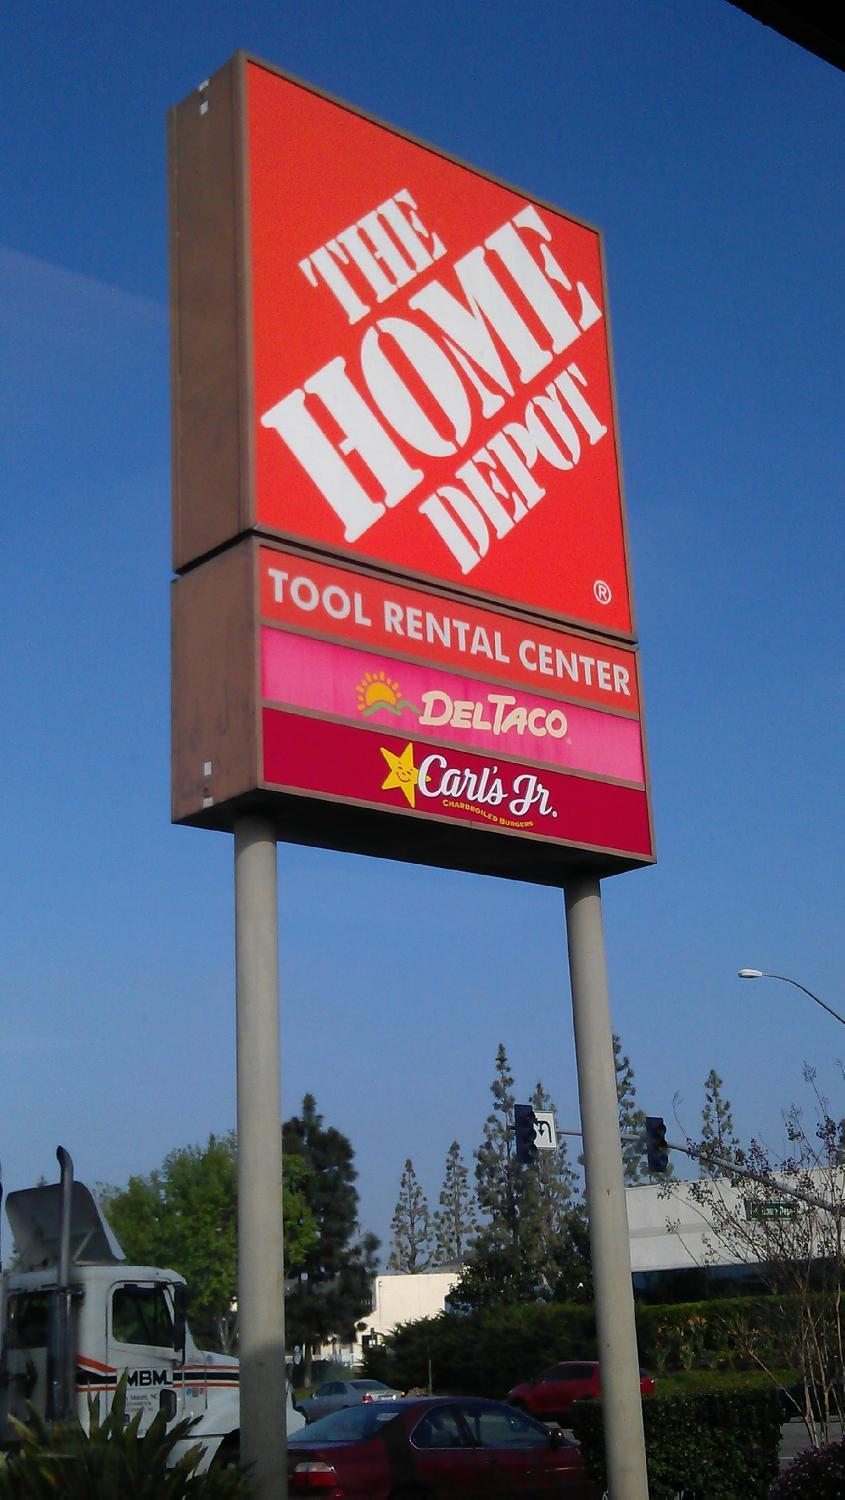 THE
HOME
DEPOT
®
TOOL RENTAL CENTER
DELTACO
Carl's Jr.
CHARBROILED BURGERS
MBM